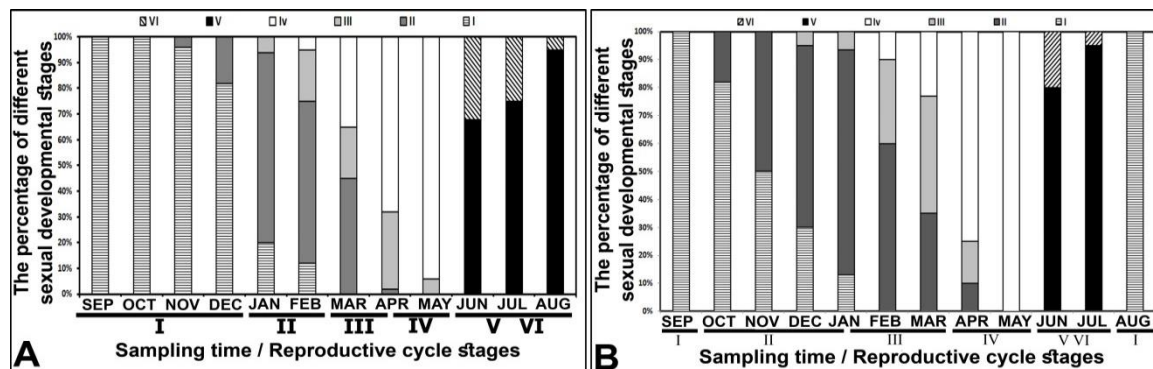 VI V Iv III II I
The percentage of different
sexual developmental stages
100%
90%
80%
70%
60%
50%
40%
30%
20%
10%
0%
SEP OCT NOV DEC JAN FEB MAR APR MAY JUN JUL AUG
I II III IV V VI
Sampling time / Reproductive cycle stages
A
VI V Iv III II I
The percentage of different
sexual developmental stages
100%
90%
80%
70%
60%
50%
40%
30%
20%
10%
0%
SEP OCT NOV DEC JAN FEB MAR APR MAY JUN JUL AUG
I II III IV V VI I
Sampling time / Reproductive cycle stages
B